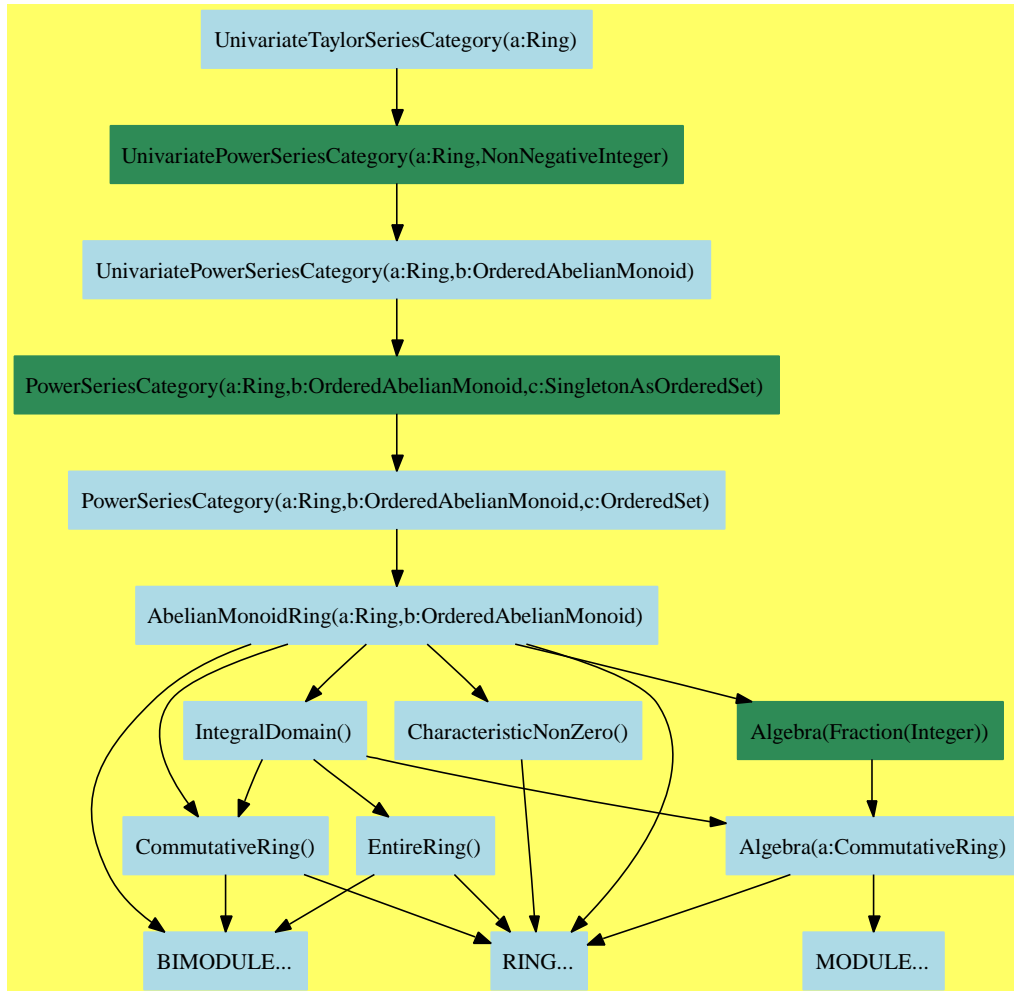 UnivariateTaylorSeriesCategory(a:Ring)
UnivariatePowerSeriesCategory(a:Ring,NonNegativeInteger)
UnivariatePowerSeriesCategory(a:Ring,b:OrderedAbelianMonoid)
PowerSeriesCategory(a:Ring,b:OrderedAbelianMonoid,c:SingletonAsOrderedSet)
PowerSeriesCategory(a:Ring,b:OrderedAbelianMonoid,c:OrderedSet)
AbelianMonoidRing(a:Ring,b:OrderedAbelianMonoid)
IntegralDomain()
CharacteristicNonZero()
Algebra(Fraction(Integer))
CommutativeRing()
EntireRing()
Algebra(a:CommutativeRing)
BIMODULE...
RING...
MODULE...